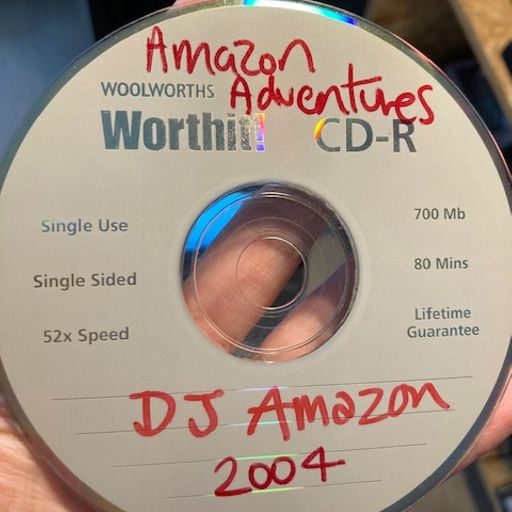 Amazon
Adventures
WOOLWORTHS
Worthit! CD-R
Single Use
700 Mb
Single Sided
80 Mins
52x Speed
Lifetime
Guarantee
DJ Amazon
2004